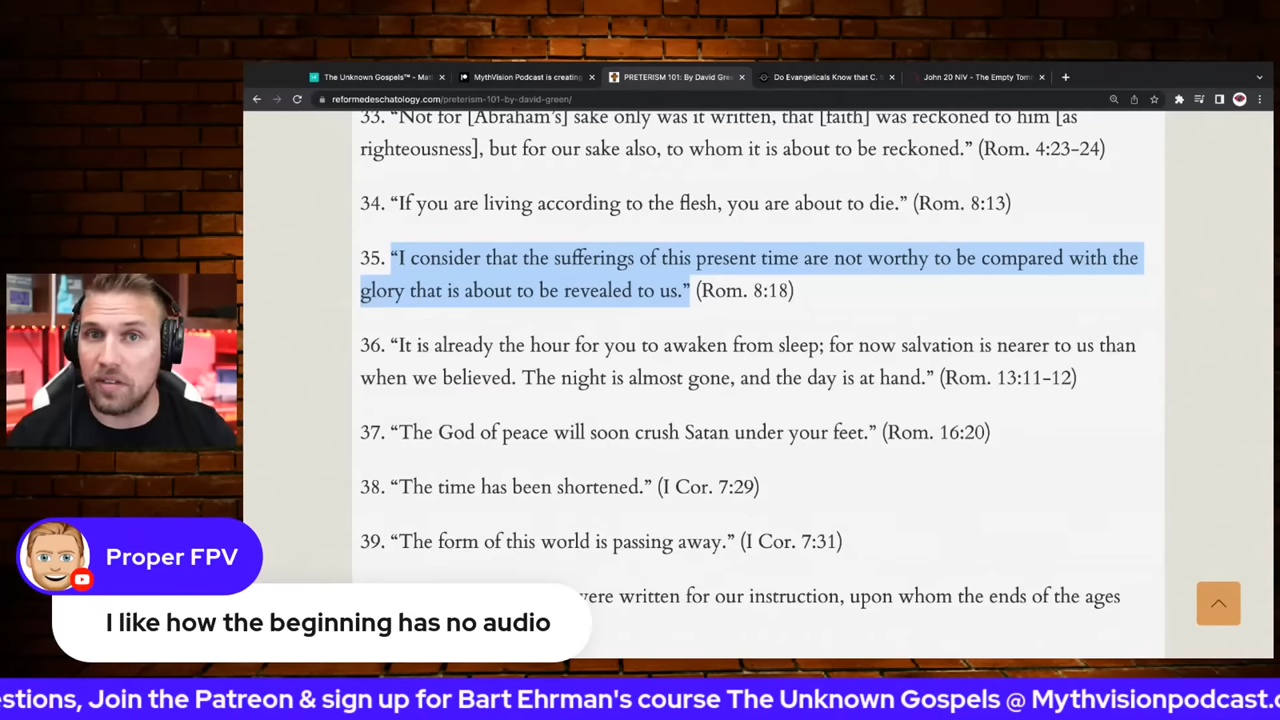 The Unknown Gospels™ - Mat
MythVision Podcast is creating
PRETERISM 101: By David Gre
Do Evangelicals Know that C. S
John 20 NIV - The Empty Tom
reformedeschatology.com/preterism-101-by-david-green/
33. “Not for [Abraham’s] sake only was it written, that [faith] was reckoned to him [as
righteousness], but for our sake also, to whom it is about to be reckoned.” (Rom. 4:23-24)
34. “If you are living according to the flesh, you are about to die.” (Rom. 8:13)
35. “I consider that the sufferings of this present time are not worthy to be compared with the
glory that is about to be revealed to us.” (Rom. 8:18)
36. “It is already the hour for you to awaken from sleep; for now salvation is nearer to us than
when we believed. The night is almost gone, and the day is at hand.” (Rom. 13:11-12)
37. “The God of peace will soon crush Satan under your feet.” (Rom. 16:20)
38. “The time has been shortened.” (I Cor. 7:29)
39. “The form of this world is passing away.” (I Cor. 7:31)
were written for our instruction, upon whom the ends of the ages
Proper FPV
I like how the beginning has no audio
estions, Join the Patreon & sign up for Bart Ehrman's course The Unknown Gospels @ Mythvisionpodcast.c